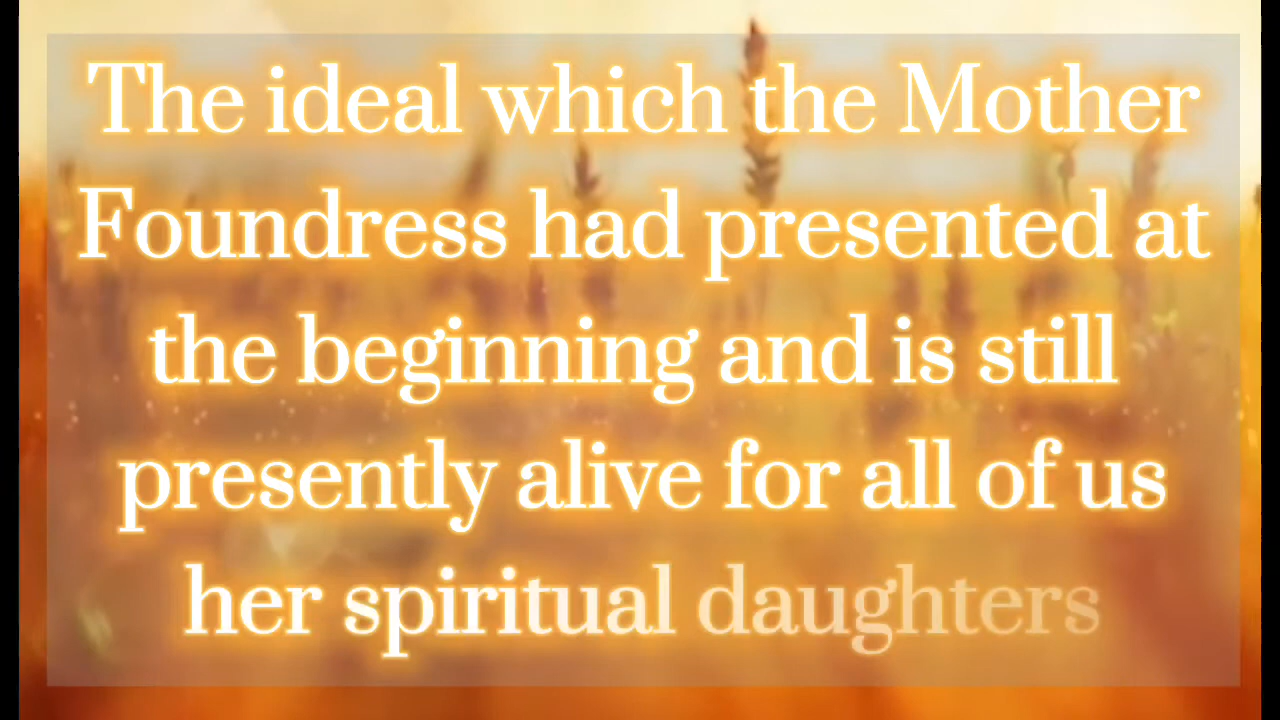 The ideal which the Mother
Foundress had presented at
the beginning and is still
presently alive for all of us
her spiritual daughters